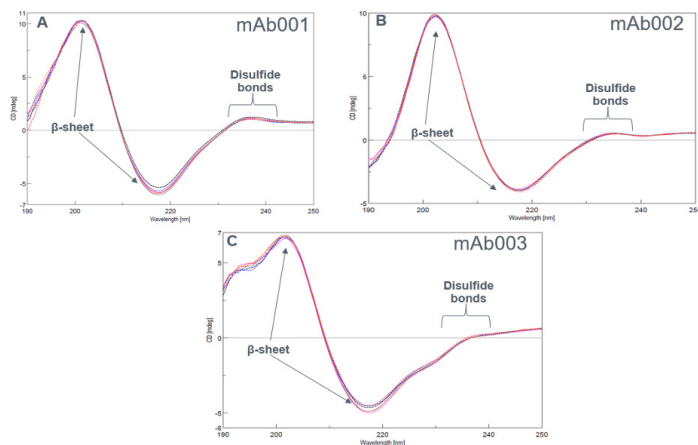 A
mAb001
10
5
0
-5
-7
CD [mdeg]
β-sheet
Disulfide
bonds
190
200
220
240
250
Wavelength [nm]
B
mAb002
10
5
0
-5
CD [mdeg]
β-sheet
Disulfide
bonds
190
200
220
240
250
Wavelength [nm]
C
mAb003
8
5
0
-5
-6
CD [mdeg]
β-sheet
Disulfide
bonds
190
200
220
240
250
Wavelength [nm]